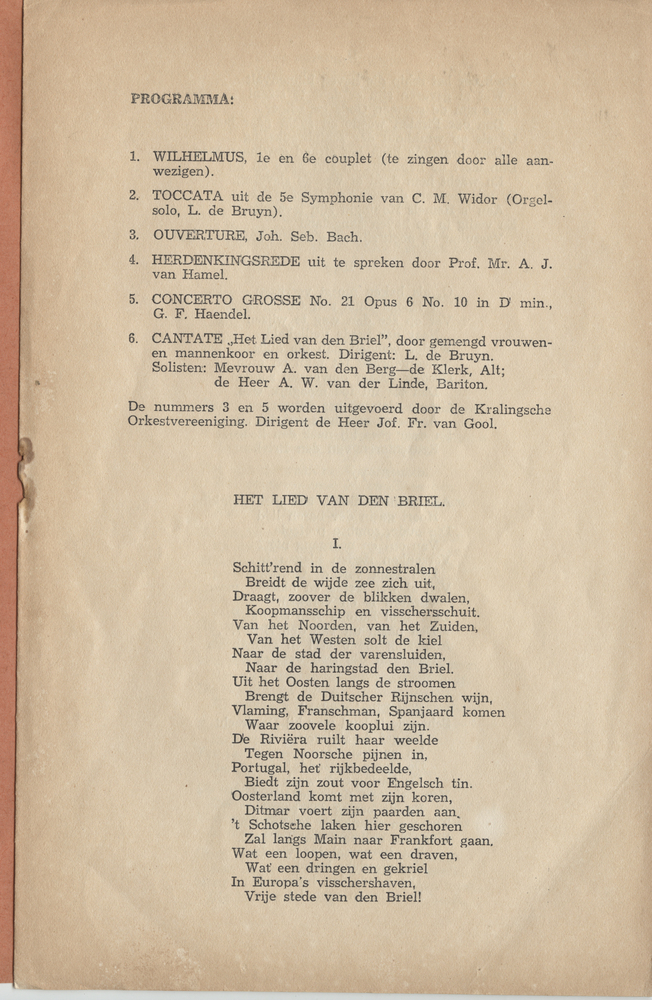 PROGRAMMA:
1. WILHELMUS, 1e en 6e couplet (te zingen door alle aan-
wezigen).
2. TOCCATA uit de 5e Symphonie van C. M. Widor (Orgel-
solo, L. de Bruyn).
3. OUVERTURE, Joh. Seb. Bach.
4. HERDENKINGSREDE uit te spreken door Prof. Mr. A. J.
van Hamel.
5. CONCERTO GROSSE No. 21 Opus 6 No. 10 in D min.,
G. F. Haendel.
6. CANTATE „Het Lied van den Briel”, door gemengd vrouwen-
en mannenkoor en orkest. Dirigent: L. de Bruyn.
Solisten: Mevrouw A. van den Berg—de Klerk, Alt;
de Heer A. W. van der Linde, Bariton.
De nummers 3 en 5 worden uitgevoerd door de Kralingsche
Orkestvereeniging. Dirigent de Heer Jof. Fr. van Gool.
HET LIED VAN DEN BRIEL.
I.
Schitt'rend in de zonnestralen
Breidt de wijde zee zich uit,
Draagt, zoover de blikken dwalen,
Koopmansschip en visschersschuit.
Van het Noorden, van het Zuiden,
Van het Westen solt de kiel
Naar de stad der varensluiden,
Naar de haringstad den Briel.
Uit het Oosten langs de stroomen
Brengt de Duitscher Rijnschen wijn,
Vlaming, Franschman, Spanjaard komen
Waar zoovele kooplui zijn.
De Riviëra ruilt haar weelde
Tegen Noorsche pijnen in,
Portugal, het rijkbedeelde,
Biedt zijn zout voor Engelsch tin.
Oosterland komt met zijn koren,
Ditmar voert zijn paarden aan.
't Schotsche laken hier geschoren
Zal langs Main naar Frankfort gaan.
Wat een loopen, wat een draven,
Wat een dringen en gekriel
In Europa's visschershaven,
Vrije stede van den Briel!